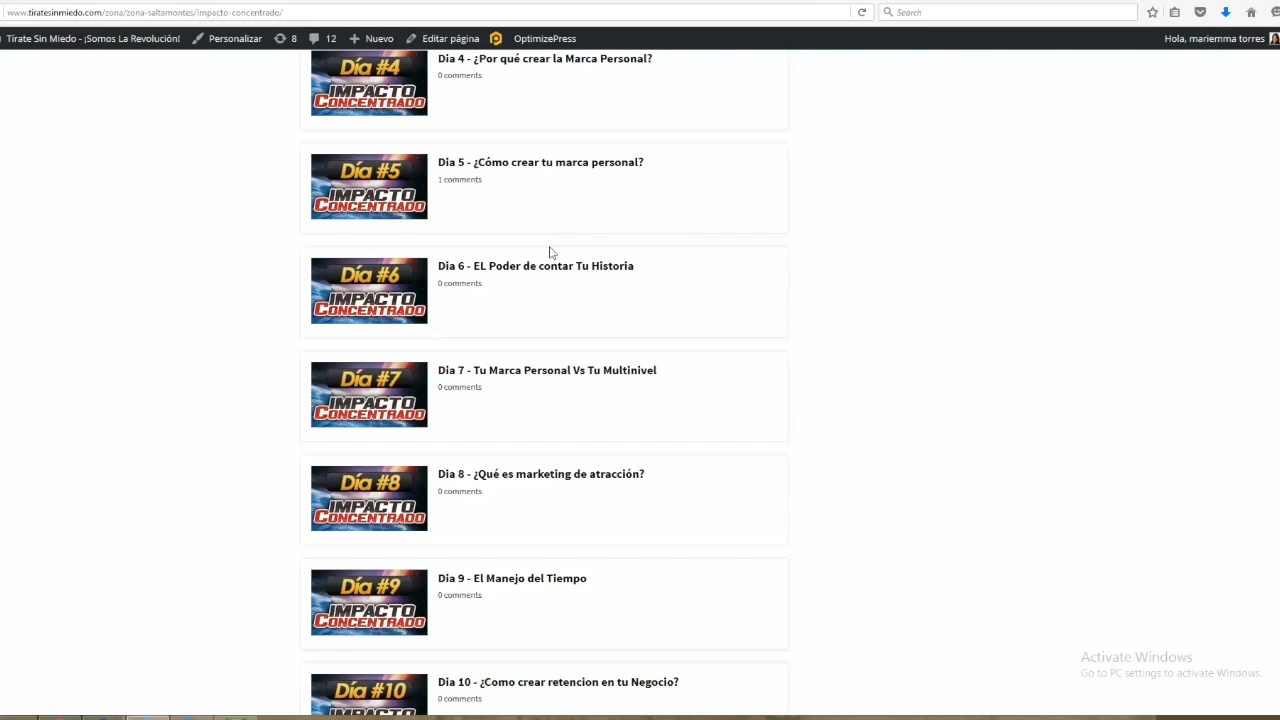 www.tiratesinmiedo.com/zona/zona-saltamontes/impacto-concentrado/
Search
Tírate Sin Miedo - ¡Somos La Revolución!
Personalizar
8
12
Nuevo
Editar página
OptimizePress
Hola, mariemma torres
Día #4
IMPACTO
CONCENTRADO
Dia 4 - ¿Por qué crear la Marca Personal?
0 comments
Día #5
IMPACTO
CONCENTRADO
Dia 5 - ¿Cómo crear tu marca personal?
1 comments
Día #6
IMPACTO
CONCENTRADO
Dia 6 - EL Poder de contar Tu Historia
0 comments
Día #7
IMPACTO
CONCENTRADO
Dia 7 - Tu Marca Personal Vs Tu Multinivel
0 comments
Día #8
IMPACTO
CONCENTRADO
Dia 8 - ¿Qué es marketing de atracción?
0 comments
Día #9
IMPACTO
CONCENTRADO
Dia 9 - El Manejo del Tiempo
0 comments
Día #10
IMPACTO
Dia 10 - ¿Como crear retencion en tu Negocio?
0 comments
Activate Windows
Go to PC settings to activate Windows.